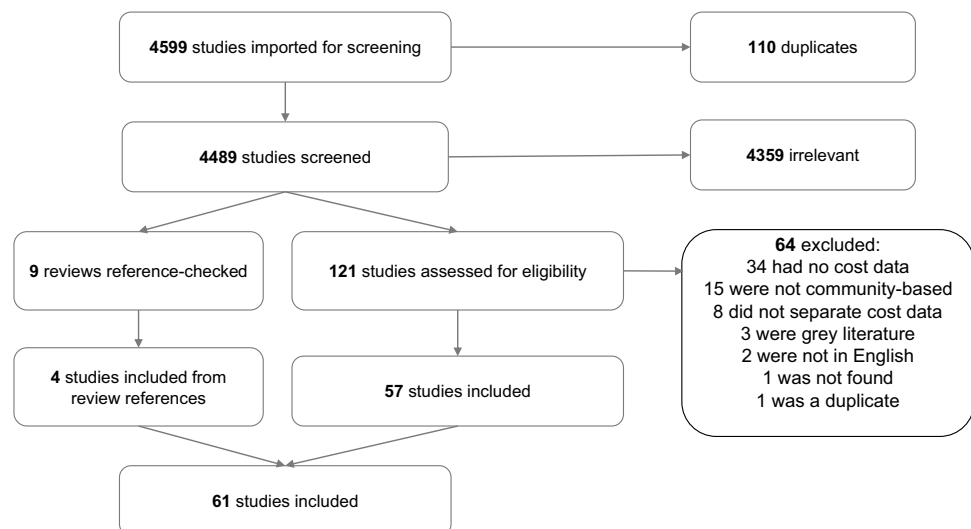 4599 studies imported for screening
110 duplicates
4489 studies screened
4359 irrelevant
9 reviews reference-checked
121 studies assessed for eligibility
64 excluded:
34 had no cost data
15 were not community-based
8 did not separate cost data
3 were grey literature
2 were not in English
1 was not found
1 was a duplicate
4 studies included from
review references
57 studies included
61 studies included